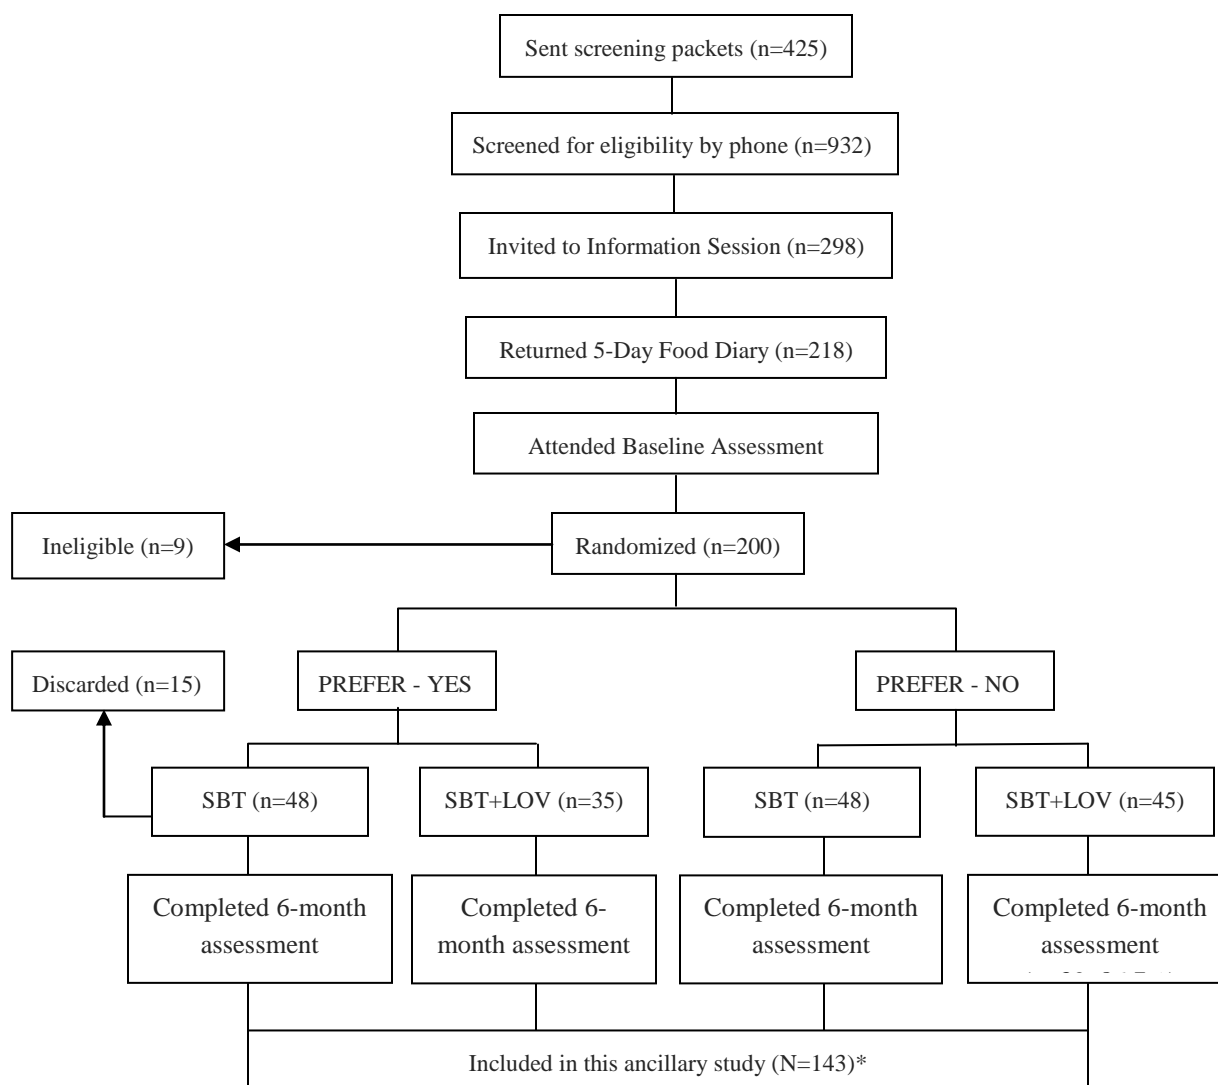 Sent screening packets (n=425)
Screened for eligibility by phone (n=932)
Invited to Information Session (n=298)
Returned 5-Day Food Diary (n=218)
Attended Baseline Assessment
Ineligible (n=9)
Randomized (n=200)
Discarded (n=15)
PREFER - YES
PREFER - NO
SBT (n=48)
SBT+LOV (n=35)
SBT (n=48)
SBT+LOV (n=45)
Completed 6-month
assessment
Completed 6-
month assessment
Completed 6-month
assessment
Completed 6-month
assessment
Included in this ancillary study (N=143)*